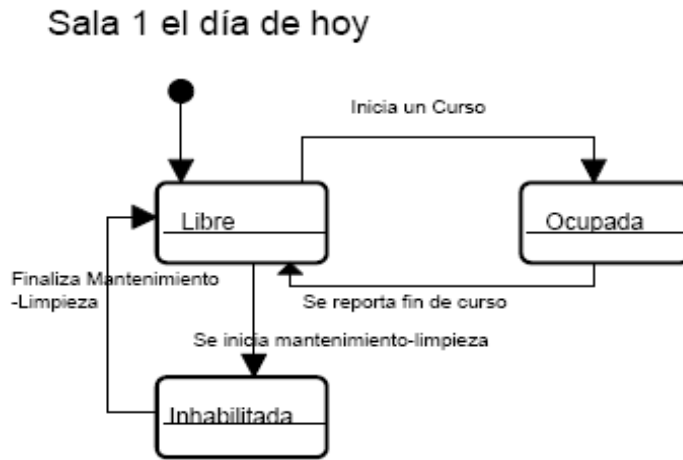 Sala 1 el día de hoy
Inicia un Curso
Libre
Ocupada
Finaliza Mantenimiento
-Limpieza
Se reporta fin de curso
Se inicia mantenimiento-limpieza
Inhabilitada